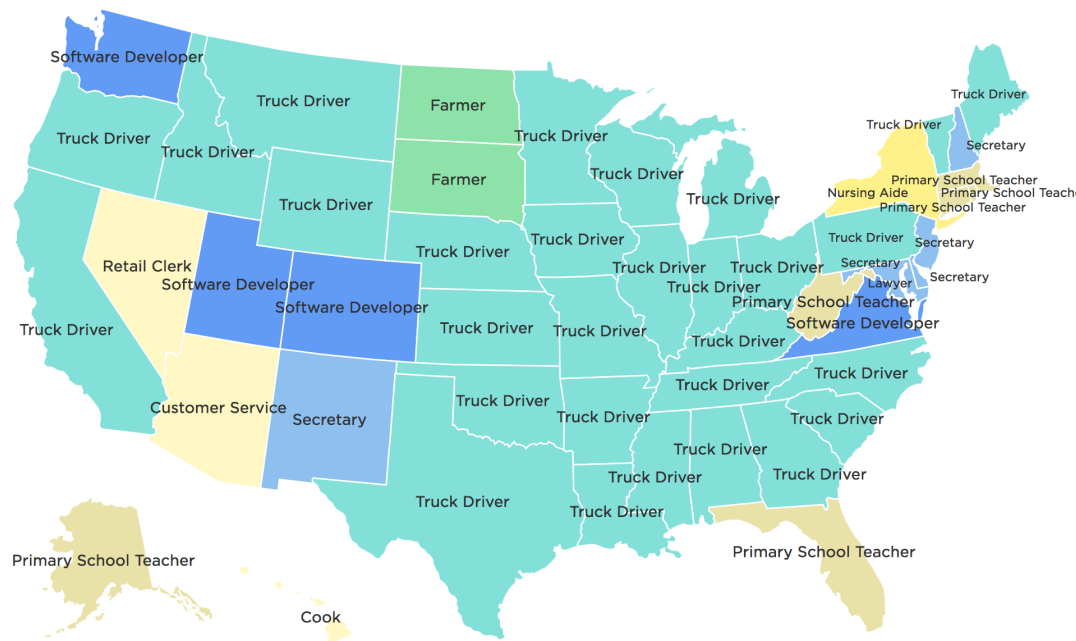 Software Developer
Truck Driver
Truck Driver
Farmer
Truck Driver
Truck Driver
Truck Driver
Secretary
Truck Driver
Truck Driver
Truck Driver
Farmer
Primary School Teacher
Nursing Aide
Primary School Teache
Primary School Teacher
Truck Driver
Truck Driver
Truck Driver
Truck Driver
Truck Driver
Secretary
Retail Clerk
Truck Driver
Truck Driver
Secretary
Software Developer
Truck Driver
Lawyer
Secretary
Software Developer
Primary School Teacher
Truck Driver
Truck Driver
Truck Driver
Software Developer
Truck Driver
Truck Driver
Truck Driver
Customer Service
Truck Driver
Secretary
Truck Driver
Truck Driver
Truck Driver
Truck Driver
Truck Driver
Truck Driver
Truck Driver
Primary School Teacher
Primary School Teacher
Cook